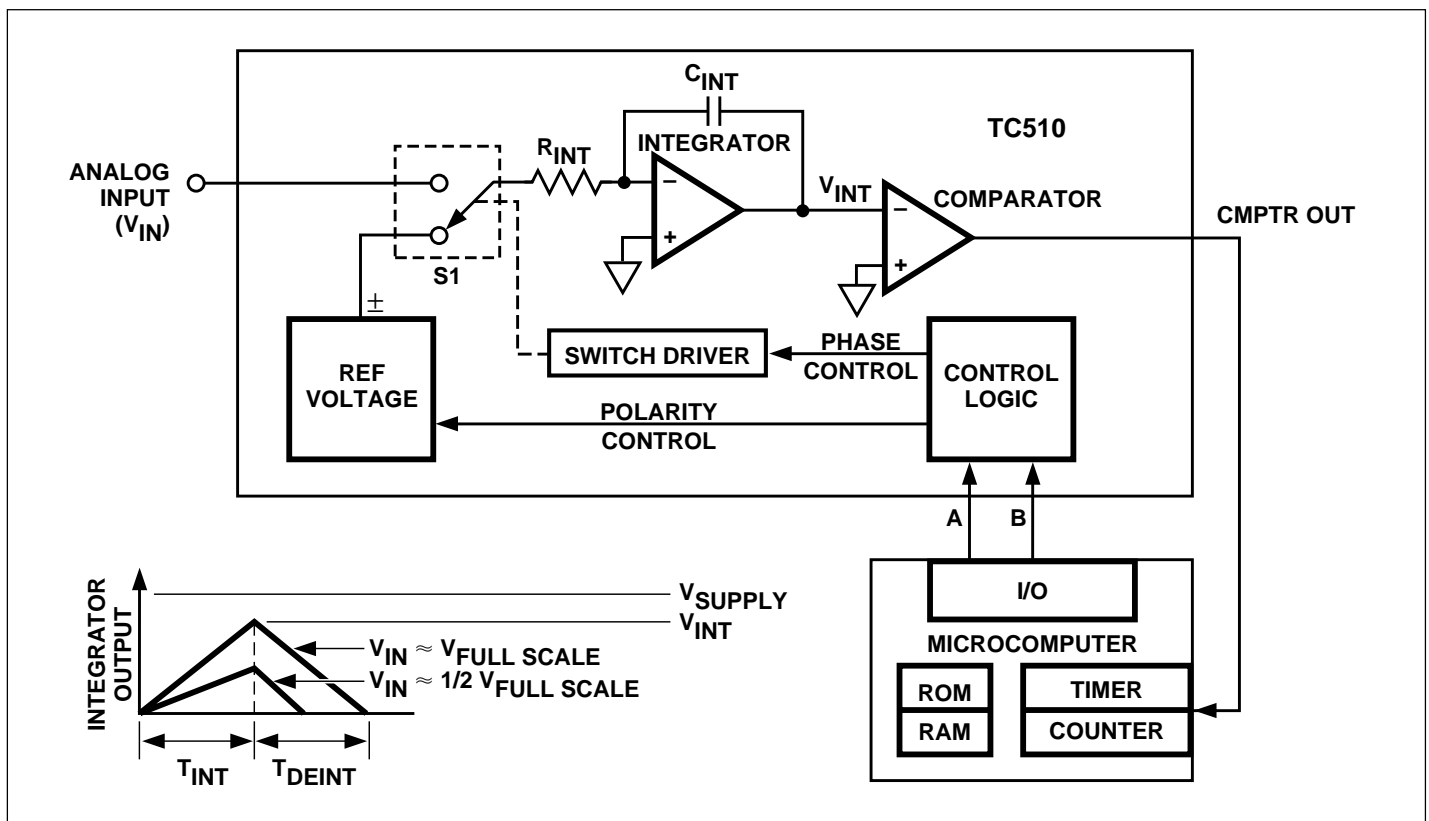 C_INT
TC510
INTEGRATOR
R_INT
ANALOG
INPUT
(V_IN)
−
+
V_INT
−
+
COMPARATOR
CMPTR OUT
S1
±
REF
VOLTAGE
SWITCH DRIVER
PHASE
CONTROL
CONTROL
LOGIC
POLARITY
CONTROL
A
B
I/O
MICROCOMPUTER
ROM
RAM
TIMER
COUNTER
INTEGRATOR
OUTPUT
V_SUPPLY
V_INT
V_IN ≈ V_FULL SCALE
V_IN ≈ 1/2 V_FULL SCALE
T_INT
T_DEINT